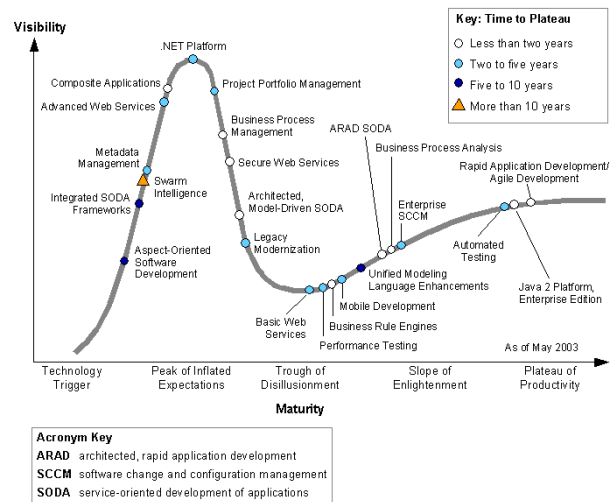 Visibility
Key: Time to Plateau
Less than two years
Two to five years
Five to 10 years
More than 10 years
.NET Platform
Composite Applications
Advanced Web Services
Project Portfolio Management
Business Process
Management
Metadata
Management
Secure Web Services
Swarm
Intelligence
Integrated SODA
Frameworks
Architected,
Model-Driven SODA
Legacy
Modernization
Aspect-Oriented
Software
Development
ARAD SODA
Business Process Analysis
Enterprise
SCCM
Rapid Application Development/
Agile Development
Automated
Testing
Java 2 Platform,
Enterprise Edition
Unified Modeling
Language Enhancements
Mobile Development
Business Rule Engines
Performance Testing
Basic Web
Services
As of May 2003
Technology
Trigger
Peak of Inflated
Expectations
Trough of
Disillusionment
Slope of
Enlightenment
Plateau of
Productivity
Maturity
Acronym Key
ARAD architected, rapid application development
SCCM software change and configuration management
SODA service-oriented development of applications